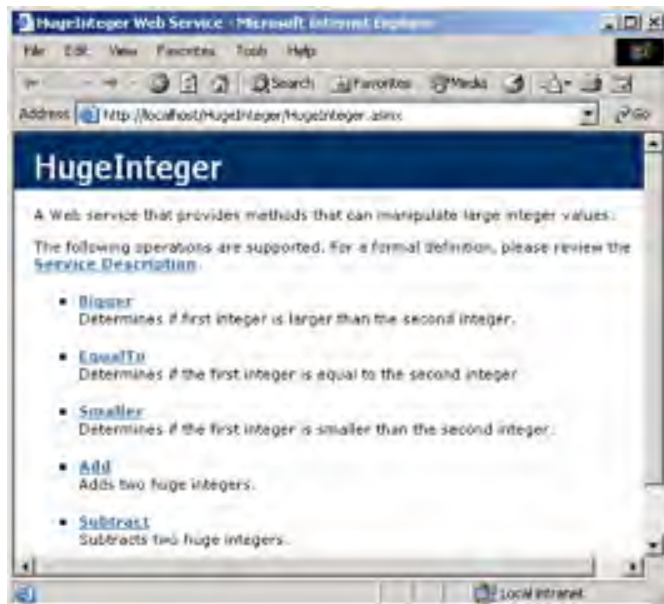 HugeInteger Web Service - Microsoft Internet Explorer
File Edit View Favorites Tools Help
Search Favorites Media
Address http://localhost/HugeInteger/HugeInteger.asmx Go
HugeInteger
A Web service that provides methods that can manipulate large integer values.
The following operations are supported. For a formal definition, please review the
Service Description.
Bigger
Determines if first integer is larger than the second integer.
EqualTo
Determines if the first integer is equal to the second integer
Smaller
Determines if the first integer is smaller than the second integer.
Add
Adds two huge integers.
Subtract
Subtracts two huge integers.
Local intranet